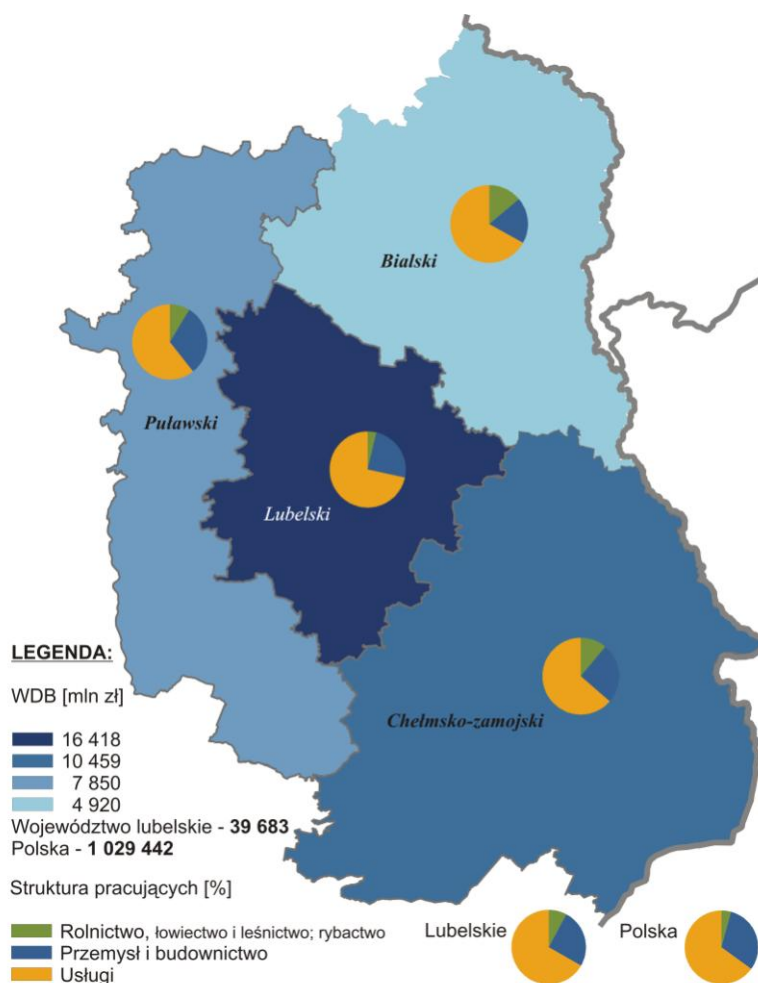 Bialski
Puławski
Lubelski
Chełmsko-zamojski
LEGENDA:
WDB [mln zł]
16 418
10 459
7 850
4 920
Województwo lubelskie - 39 683
Polska - 1 029 442
Struktura pracujących [%]
Rolnictwo, łowiectwo i leśnictwo; rybactwo
Przemysł i budownictwo
Usługi
Lubelskie
Polska